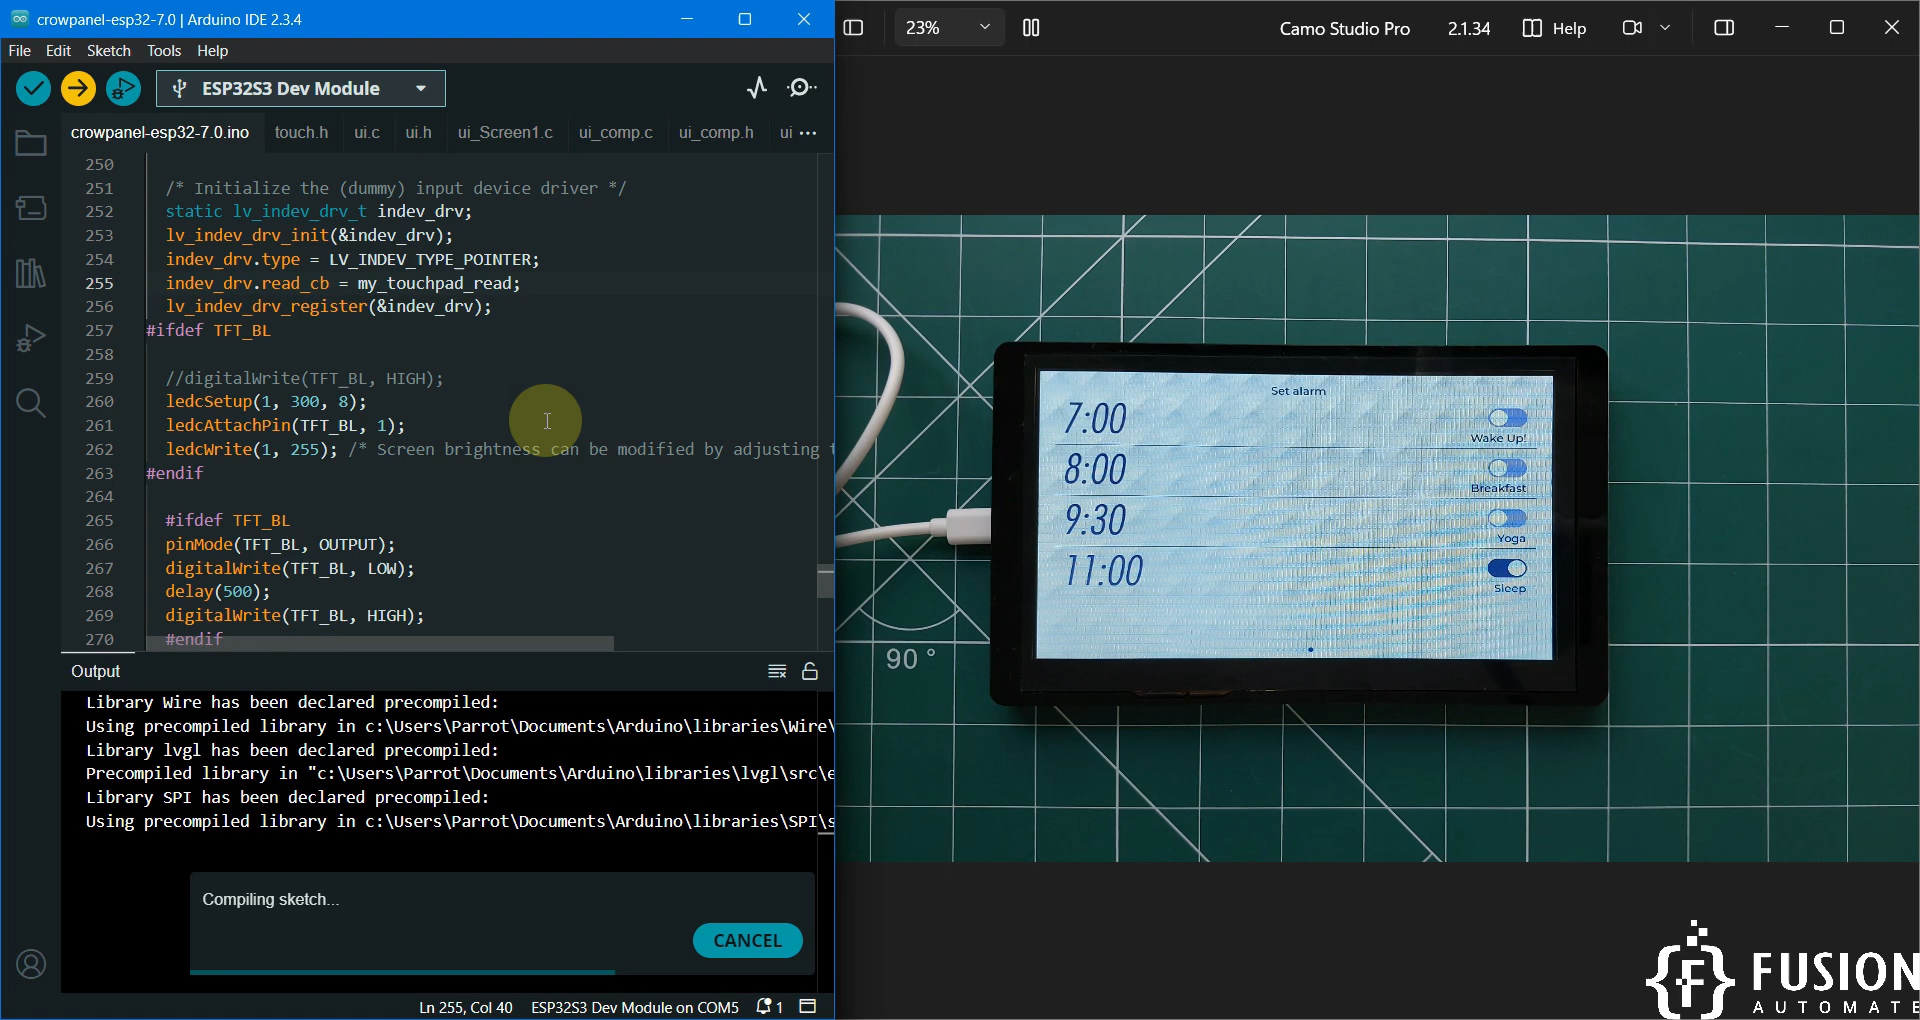 crowpanel-esp32-7.0 | Arduino IDE 2.3.4
File Edit Sketch Tools Help
ESP32S3 Dev Module
crowpanel-esp32-7.0.ino touch.h ui.c ui.h ui_Screen1.c ui_comp.c ui_comp.h ui ...
250
251 /* Initialize the (dummy) input device driver */
252 static lv_indev_drv_t indev_drv;
253 lv_indev_drv_init(&indev_drv);
254 indev_drv.type = LV_INDEV_TYPE_POINTER;
255 indev_drv.read_cb = my_touchpad_read;
256 lv_indev_drv_register(&indev_drv);
257 #ifdef TFT_BL
258
259 //digitalWrite(TFT_BL, HIGH);
260 ledcSetup(1, 300, 8);
261 ledcAttachPin(TFT_BL, 1);
262 ledcWrite(1, 255); /* Screen brightness can be modified by adjusting t
263 #endif
264
265 #ifdef TFT_BL
266 pinMode(TFT_BL, OUTPUT);
267 digitalWrite(TFT_BL, LOW);
268 delay(500);
269 digitalWrite(TFT_BL, HIGH);
270 #endif
Output
Library Wire has been declared precompiled:
Using precompiled library in c:\Users\Parrot\Documents\Arduino\libraries\Wire\
Library lvgl has been declared precompiled:
Precompiled library in "c:\Users\Parrot\Documents\Arduino\libraries\lvgl\src\e
Library SPI has been declared precompiled:
Using precompiled library in c:\Users\Parrot\Documents\Arduino\libraries\SPI\s
Compiling sketch...
CANCEL
Ln 255, Col 40 ESP32S3 Dev Module on COM5 1
23% Camo Studio Pro 2.1.34 Help
Set alarm
7:00
Wake Up!
8:00
Breakfast
9:30
Yoga
11:00
Sleep
90 °
FUSION
AUTOMATE